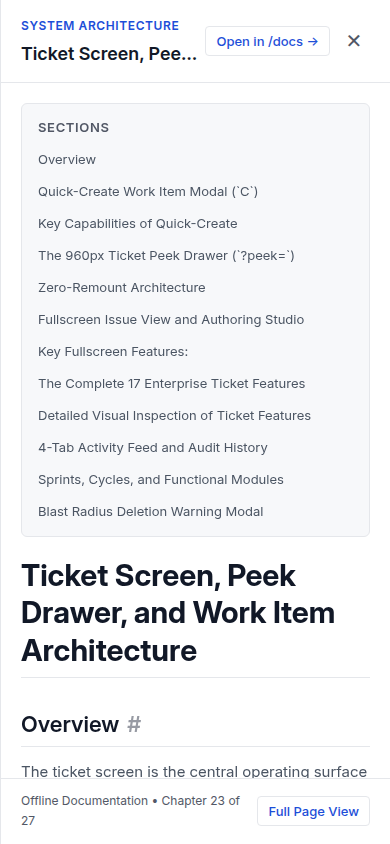 SYSTEM ARCHITECTURE
Ticket Screen, Pee...
Open in /docs →
✕
SECTIONS
Overview
Quick-Create Work Item Modal (`C`)
Key Capabilities of Quick-Create
The 960px Ticket Peek Drawer (`?peek=`)
Zero-Remount Architecture
Fullscreen Issue View and Authoring Studio
Key Fullscreen Features:
The Complete 17 Enterprise Ticket Features
Detailed Visual Inspection of Ticket Features
4-Tab Activity Feed and Audit History
Sprints, Cycles, and Functional Modules
Blast Radius Deletion Warning Modal
Ticket Screen, Peek
Drawer, and Work Item
Architecture
Overview #
The ticket screen is the central operating surface
Offline Documentation • Chapter 23 of
27
Full Page View